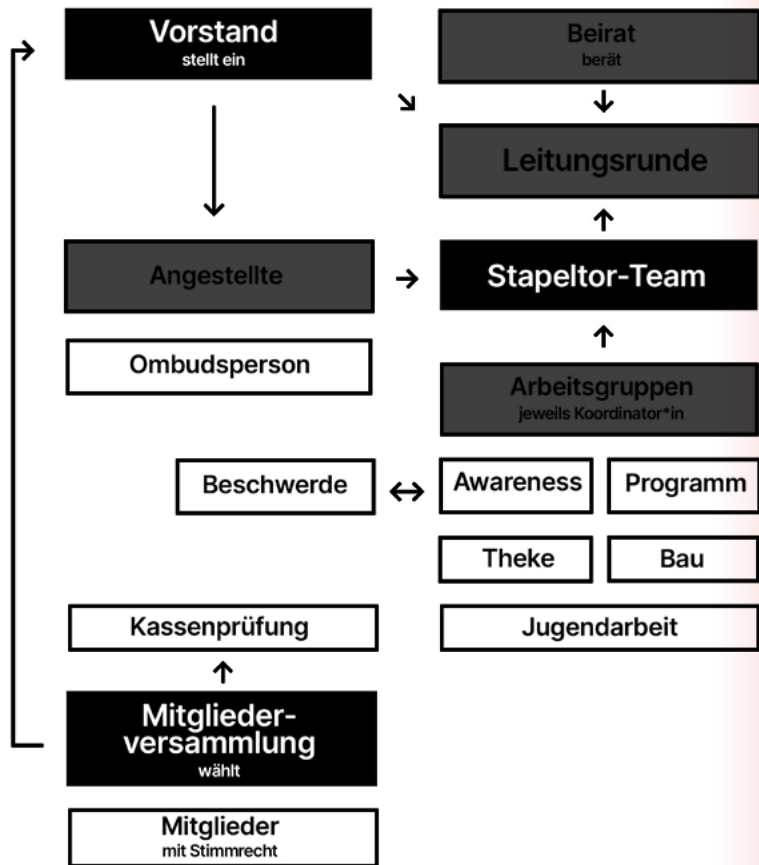 Vorstand
stellt ein
Beirat
berät
Leitungsrunde
Angestellte
Stapeltor-Team
Ombudsperson
Arbeitsgruppen
jeweils Koordinator*in
Beschwerde
Awareness
Programm
Theke
Bau
Kassenprüfung
Jugendarbeit
Mitglieder-
versammlung
wählt
Mitglieder
mit Stimmrecht